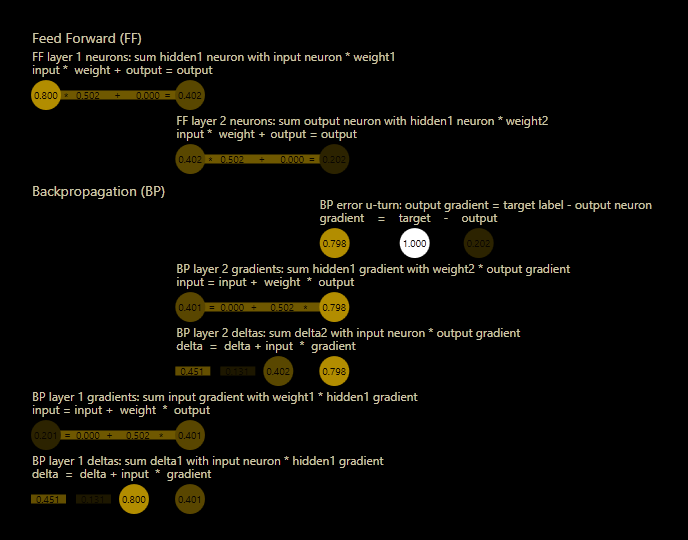 Feed Forward (FF)
FF layer 1 neurons: sum hidden1 neuron with input neuron * weight1
input * weight + output = output
0.800 * 0.502 + 0.000 = 0.402
FF layer 2 neurons: sum output neuron with hidden1 neuron * weight2
input * weight + output = output
0.402 * 0.502 + 0.000 = 0.202
Backpropagation (BP)
BP error u-turn: output gradient = target label - output neuron
gradient = target - output
0.798 1.000 0.202
BP layer 2 gradients: sum hidden1 gradient with weight2 * output gradient
input = input + weight * output
0.401 = 0.000 + 0.502 * 0.798
BP layer 2 deltas: sum delta2 with input neuron * output gradient
delta = delta + input * gradient
0.451 0.131 0.402 0.798
BP layer 1 gradients: sum input gradient with weight1 * hidden1 gradient
input = input + weight * output
0.201 = 0.000 + 0.502 * 0.401
BP layer 1 deltas: sum delta1 with input neuron * hidden1 gradient
delta = delta + input * gradient
0.451 0.131 0.800 0.401